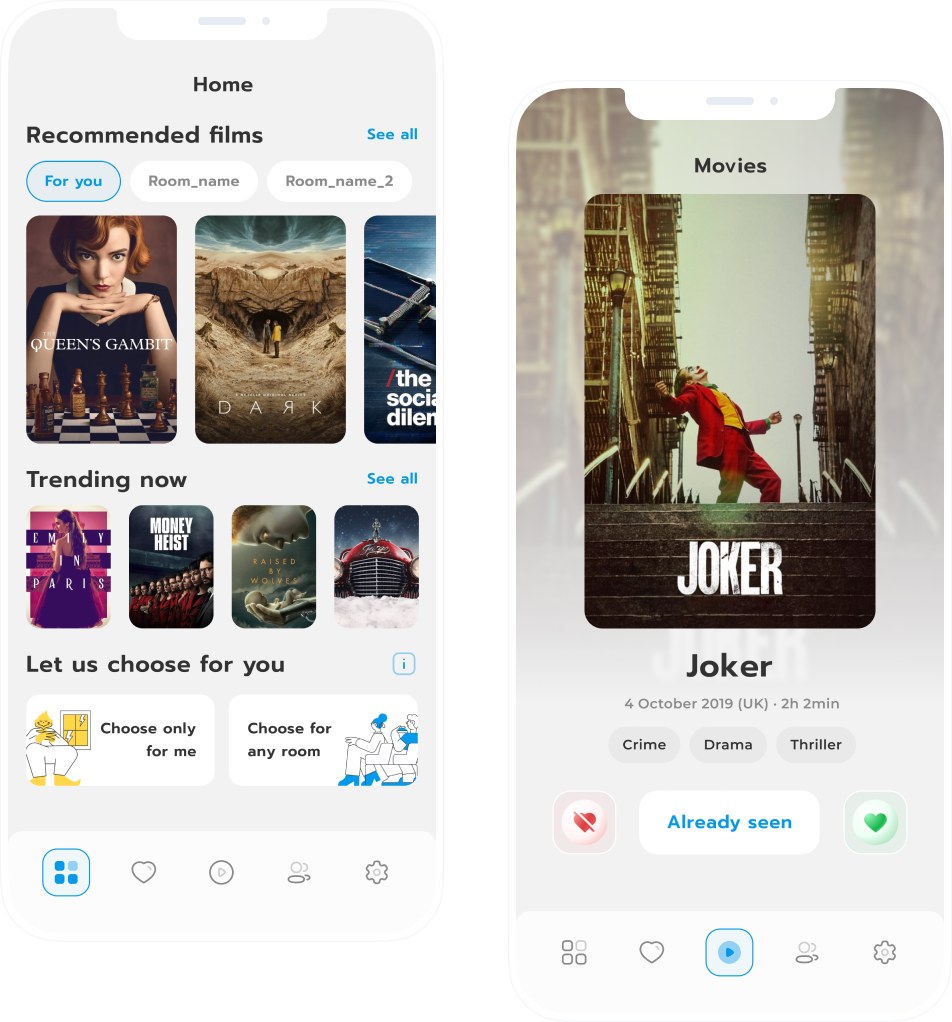 Home
Recommended films
See all
For you
Room_name
Room_name_2
THE
QUEEN'S GAMBIT
A NETFLIX ORIGINAL SERIES
DAЯK
/the
socia
dilem
Trending now
See all
EMILY
IN
PARIS
MONEY
HEIST
RAISED
BY
WOLVES
Let us choose for you
i
Choose only
for me
Choose for
any room
Movies
JOKER
Joker
4 October 2019 (UK) · 2h 2min
Crime
Drama
Thriller
Already seen